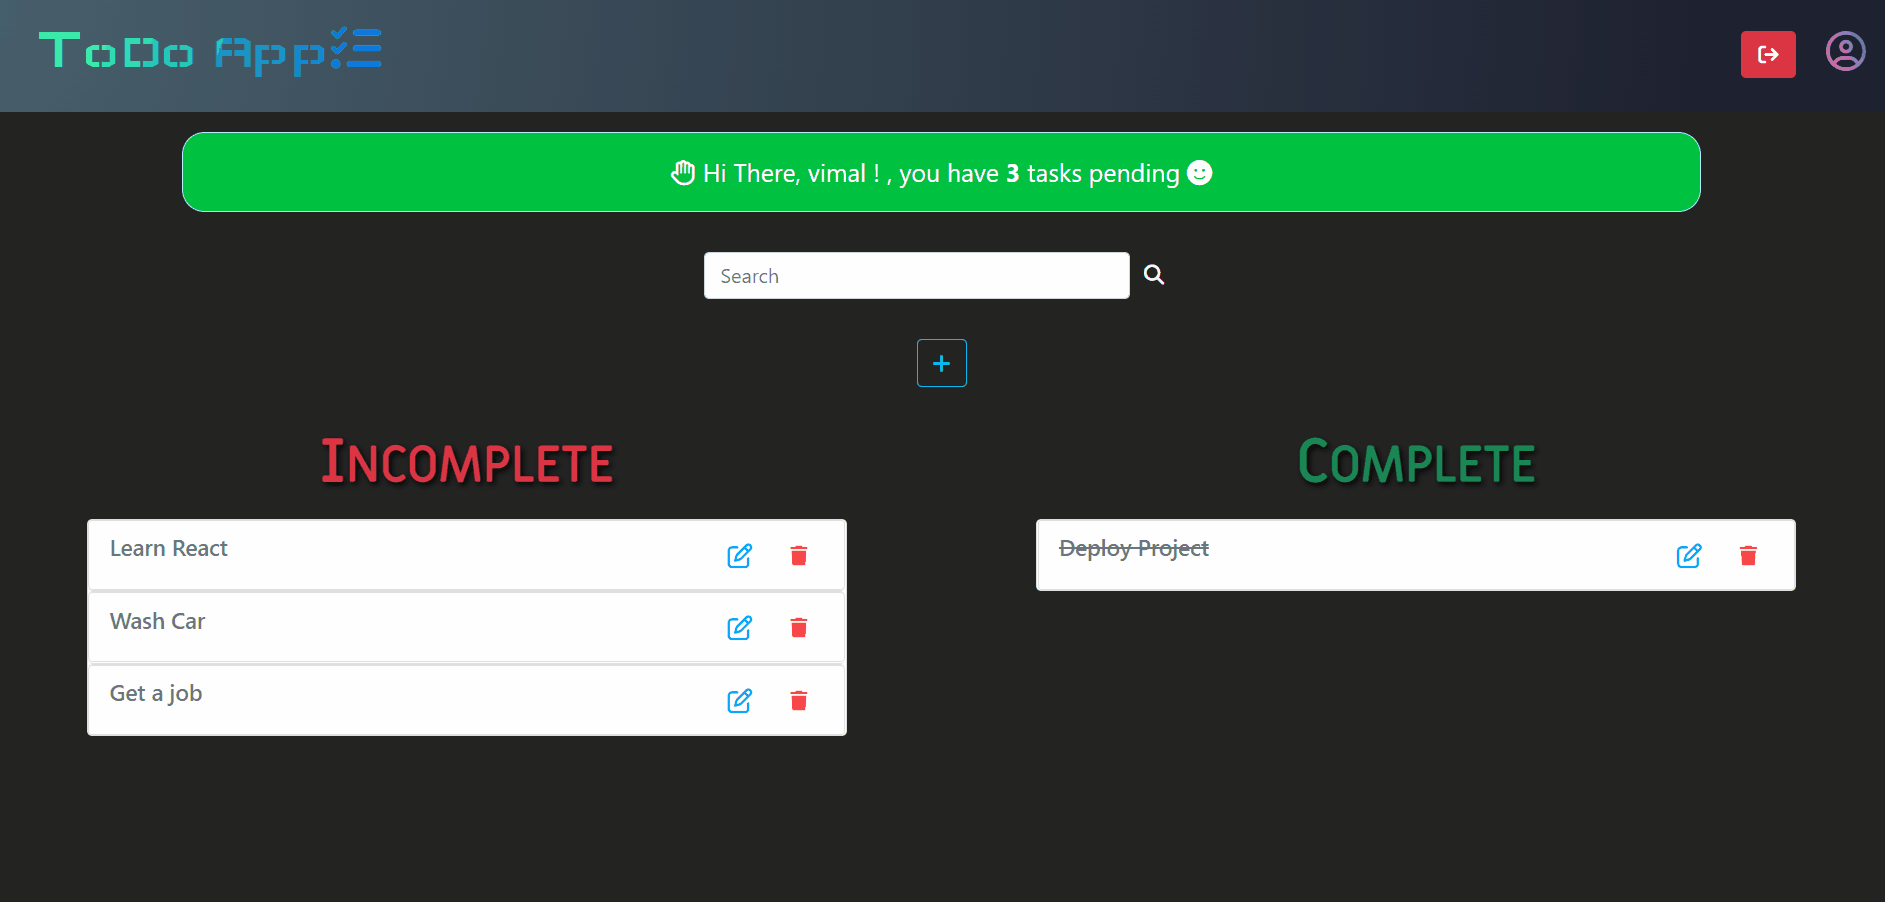 ToDo App
Hi There, vimal ! , you have 3 tasks pending
Search
Incomplete
Learn React
Wash Car
Get a job
Complete
Deploy Project